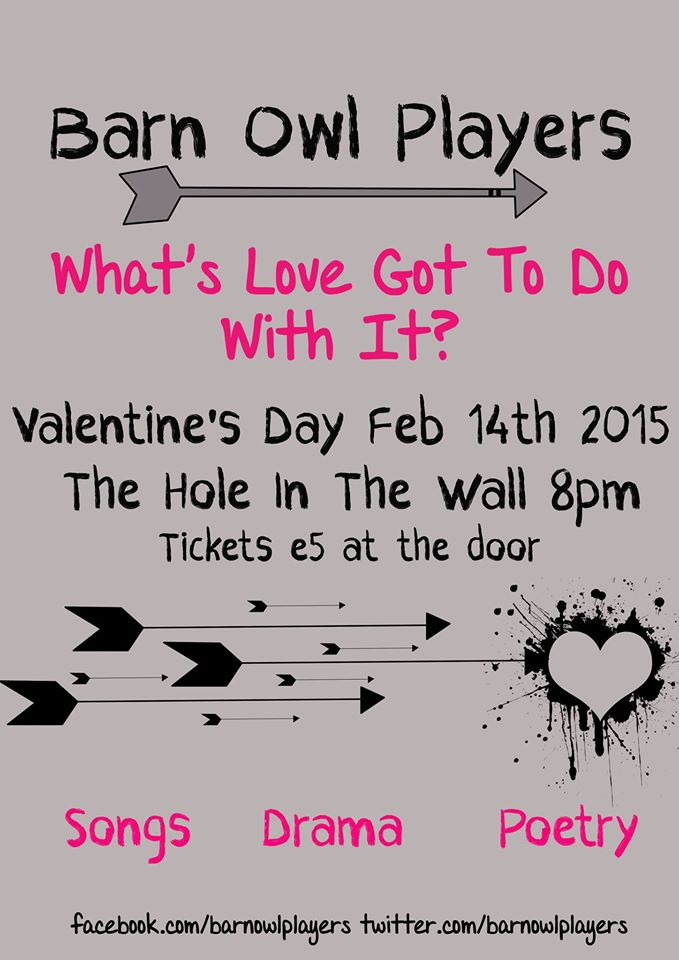 Barn Owl Players
What's Love Got To Do
With It?
Valentine's Day Feb 14th 2015
The Hole In The Wall 8pm
Tickets e5 at the door
Songs Drama Poetry
facebook.com/barnowlplayers twitter.com/barnowlplayers